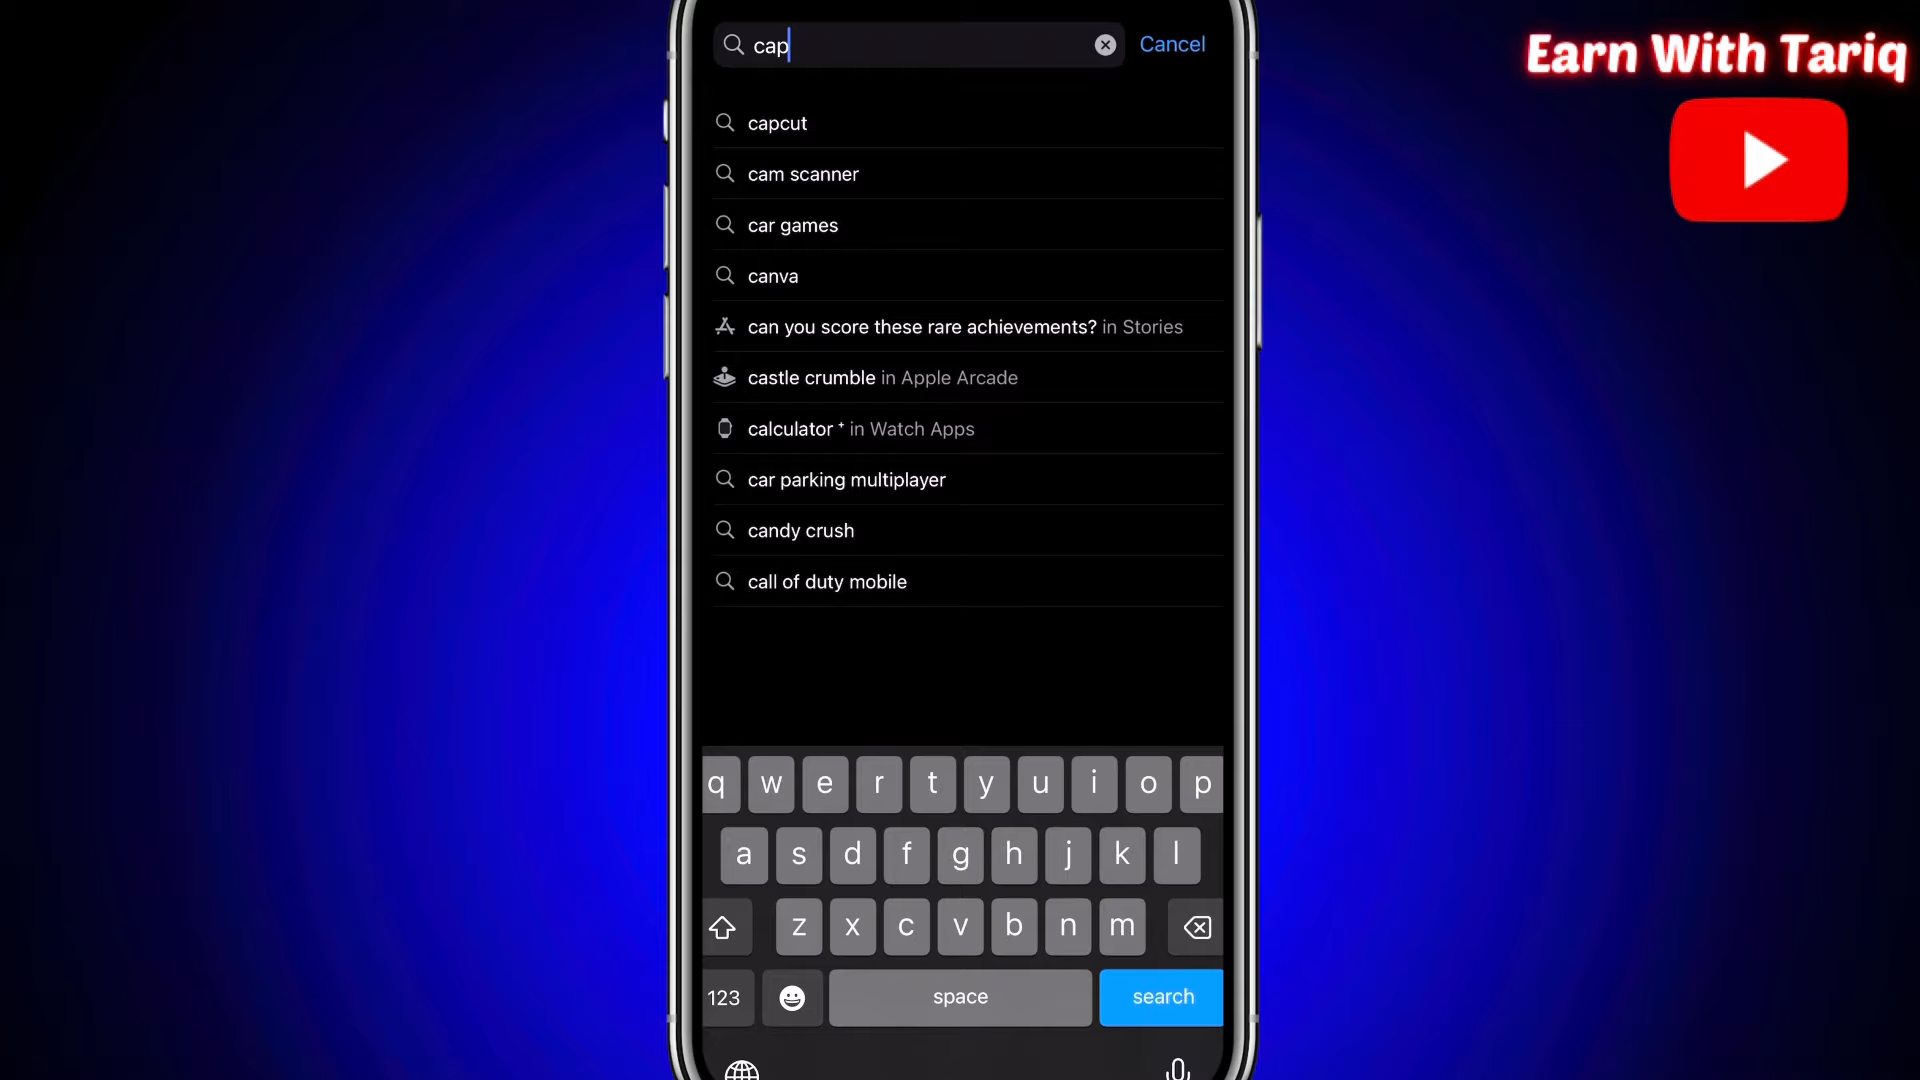 cap
Cancel
Earn With Tariq
capcut
cam scanner
car games
canva
can you score these rare achievements? in Stories
castle crumble in Apple Arcade
calculator ⁺ in Watch Apps
car parking multiplayer
candy crush
call of duty mobile
q w e r t y u i o p
a s d f g h j k l
z x c v b n m
123 space search